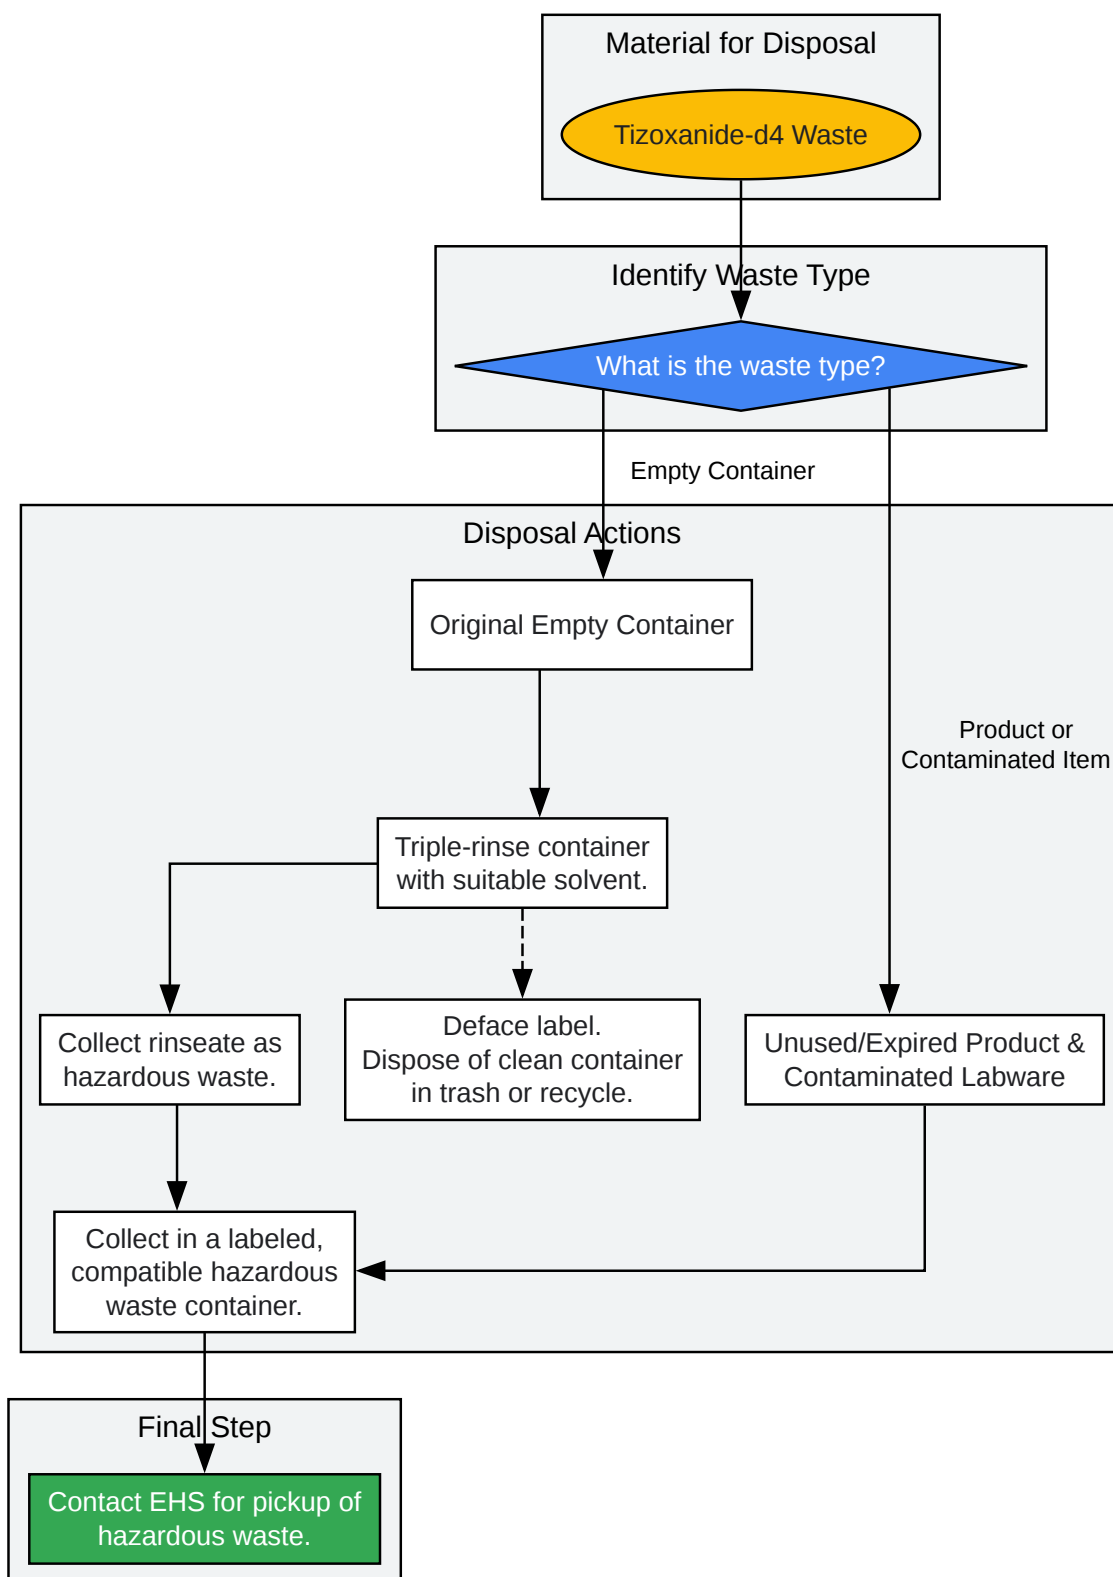 Material for Disposal
Tizoxanide-d4 Waste
Identify Waste Type
What is the waste type?
Empty Container
Disposal Actions
Original Empty Container
Product or
Contaminated Item
Triple-rinse container
with suitable solvent.
Collect rinseate as
hazardous waste.
Deface label.
Dispose of clean container
in trash or recycle.
Unused/Expired Product &
Contaminated Labware
Collect in a labeled,
compatible hazardous
waste container.
Final Step
Contact EHS for pickup of
hazardous waste.